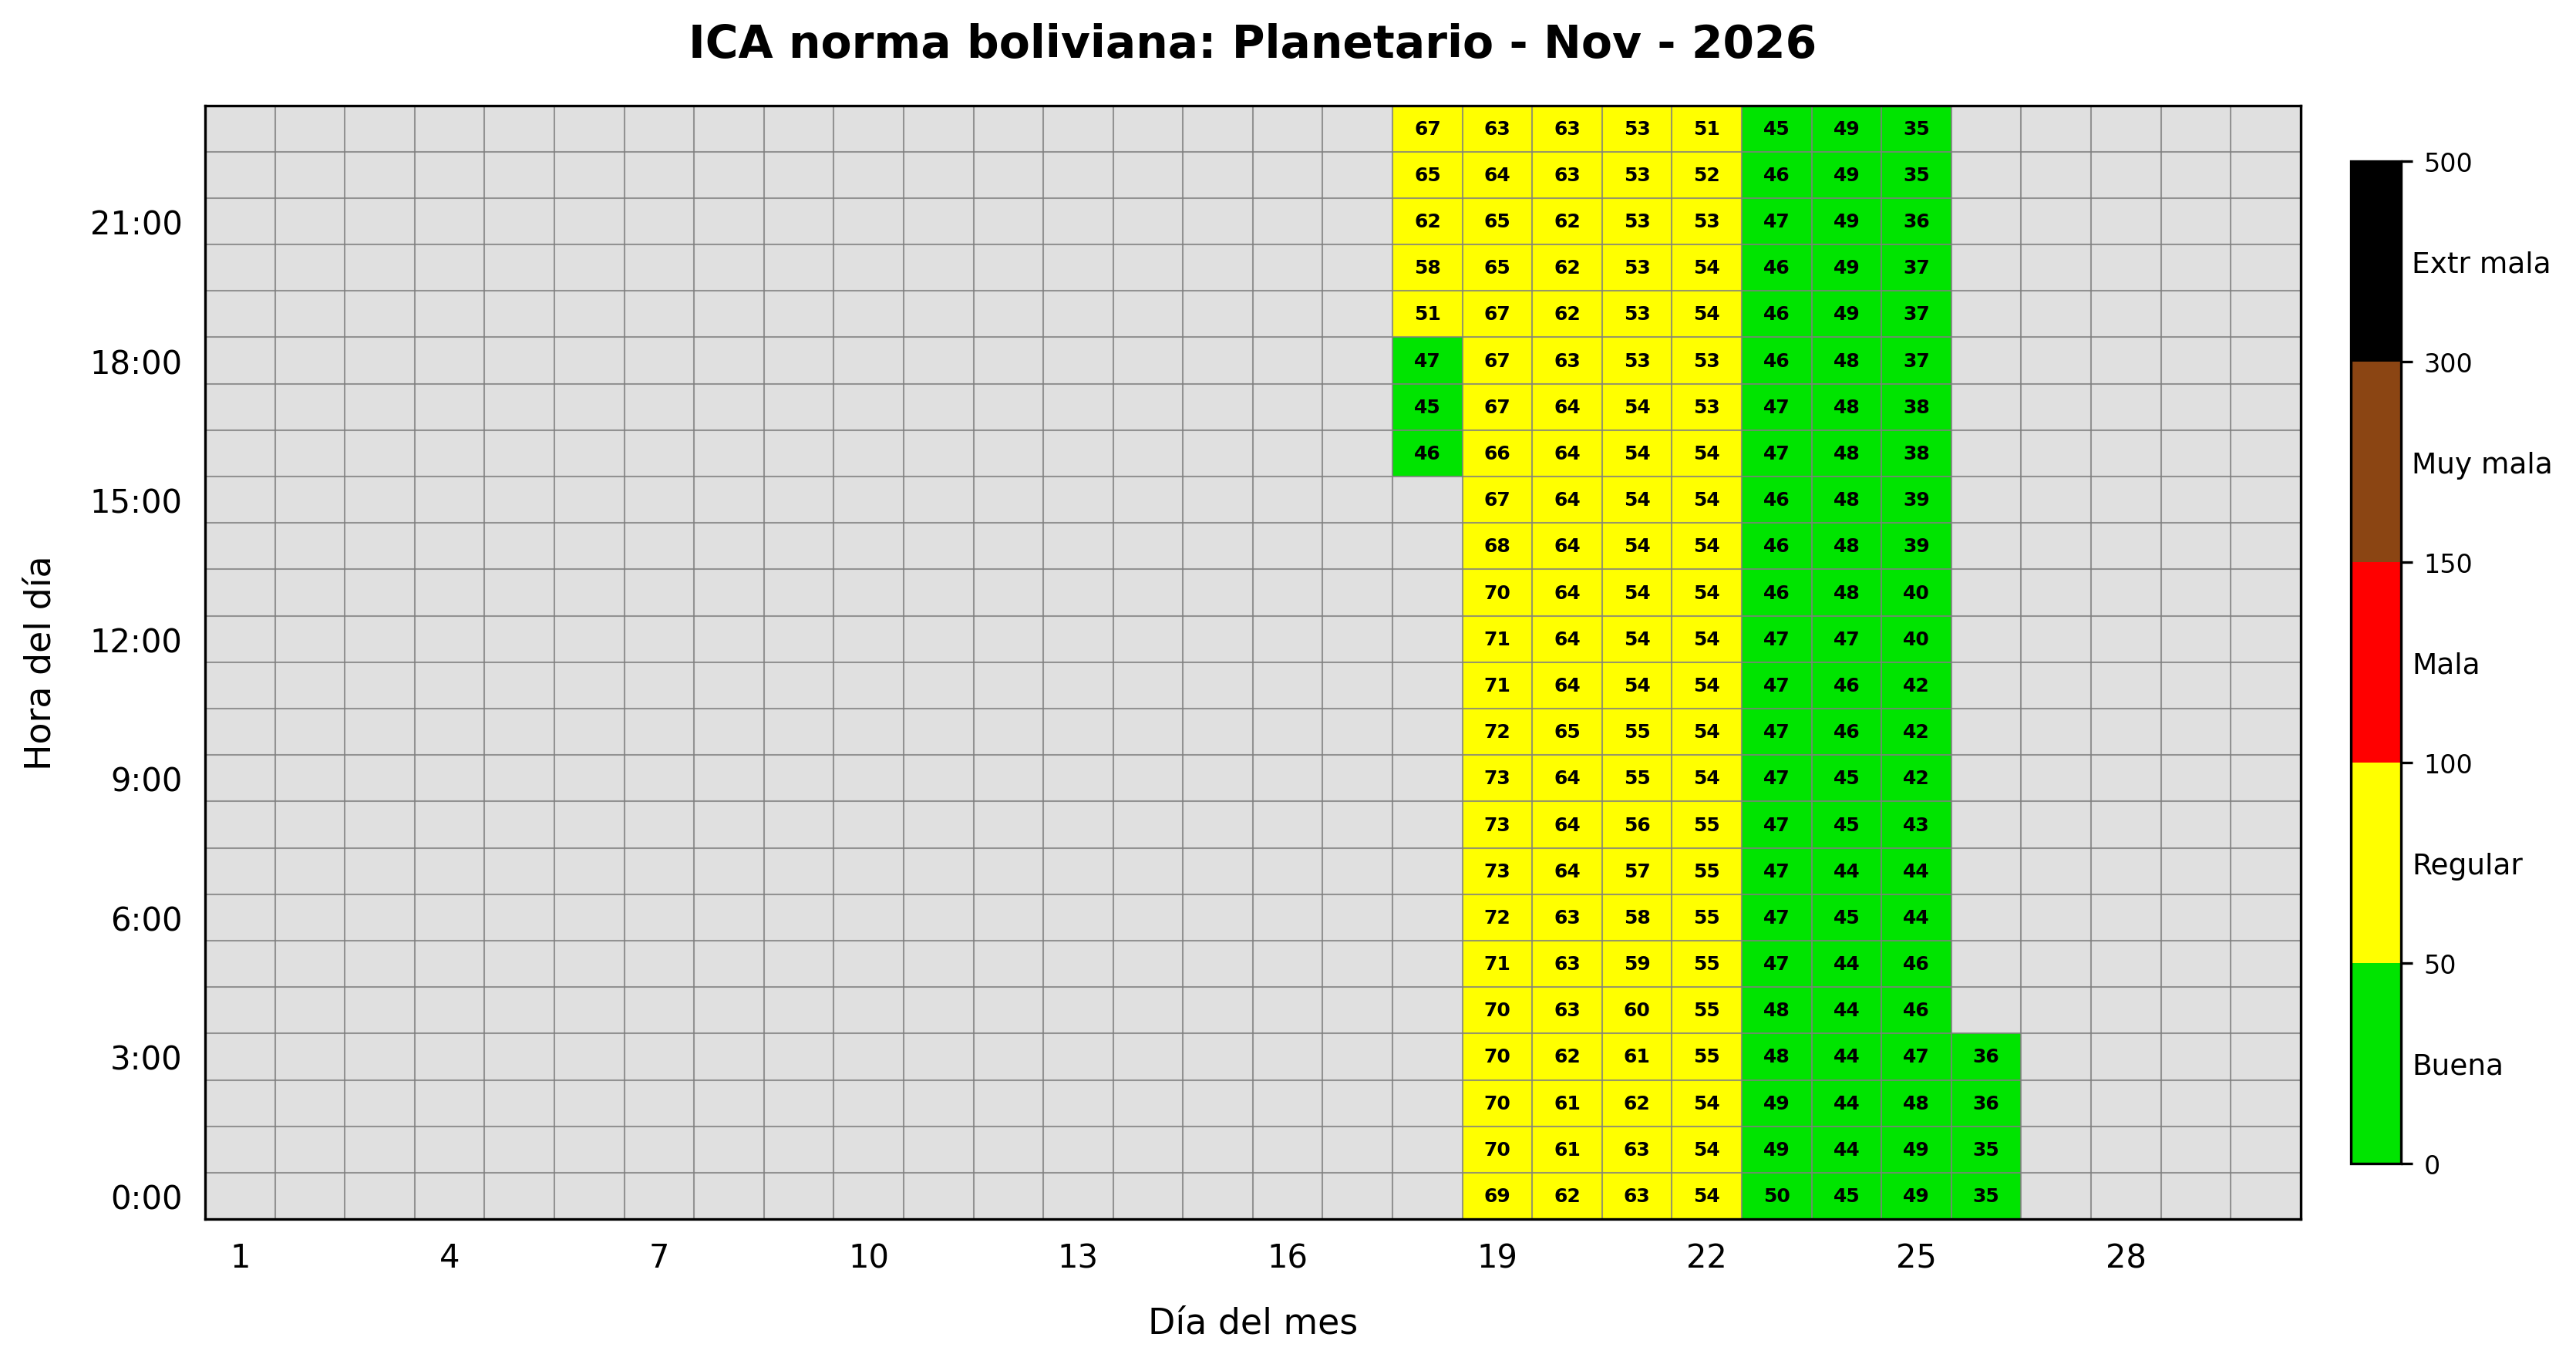 ICA norma boliviana: Planetario - Nov - 2026
67 63 63 53 51 45 49 35
65 64 63 53 52 46 49 35
21:00 62 65 62 53 53 47 49 36
58 65 62 53 54 46 49 37
51 67 62 53 54 46 49 37
18:00 47 67 63 53 53 46 48 37
45 67 64 54 53 47 48 38
46 66 64 54 54 47 48 38
15:00 67 64 54 54 46 48 39
68 64 54 54 46 48 39
70 64 54 54 46 48 40
12:00 71 64 54 54 47 47 40
71 64 54 54 47 46 42
72 65 55 54 47 46 42
9:00 73 64 55 54 47 45 42
73 64 56 55 47 45 43
73 64 57 55 47 44 44
6:00 72 63 58 55 47 45 44
71 63 59 55 47 44 46
70 63 60 55 48 44 46
3:00 70 62 61 55 48 44 47 36
70 61 62 54 49 44 48 36
70 61 63 54 49 44 49 35
0:00 69 62 63 54 50 45 49 35
1 4 7 10 13 16 19 22 25 28
Día del mes
Hora del día
500
Extr mala
300
Muy mala
150
Mala
100
Regular
50
Buena
0